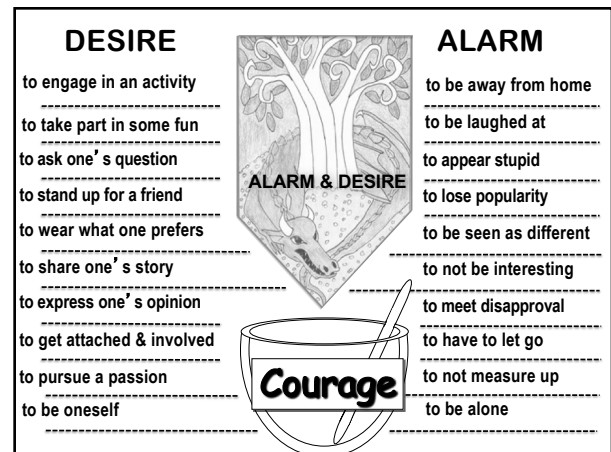 DESIRE
to engage in an activity
to take part in some fun
to ask one's question
to stand up for a friend
to wear what one prefers
to share one's story
to express one's opinion
to get attached & involved
to pursue a passion
to be oneself
ALARM & DESIRE
Courage
ALARM
to be away from home
to be laughed at
to appear stupid
to lose popularity
to be seen as different
to not be interesting
to meet disapproval
to have to let go
to not measure up
to be alone